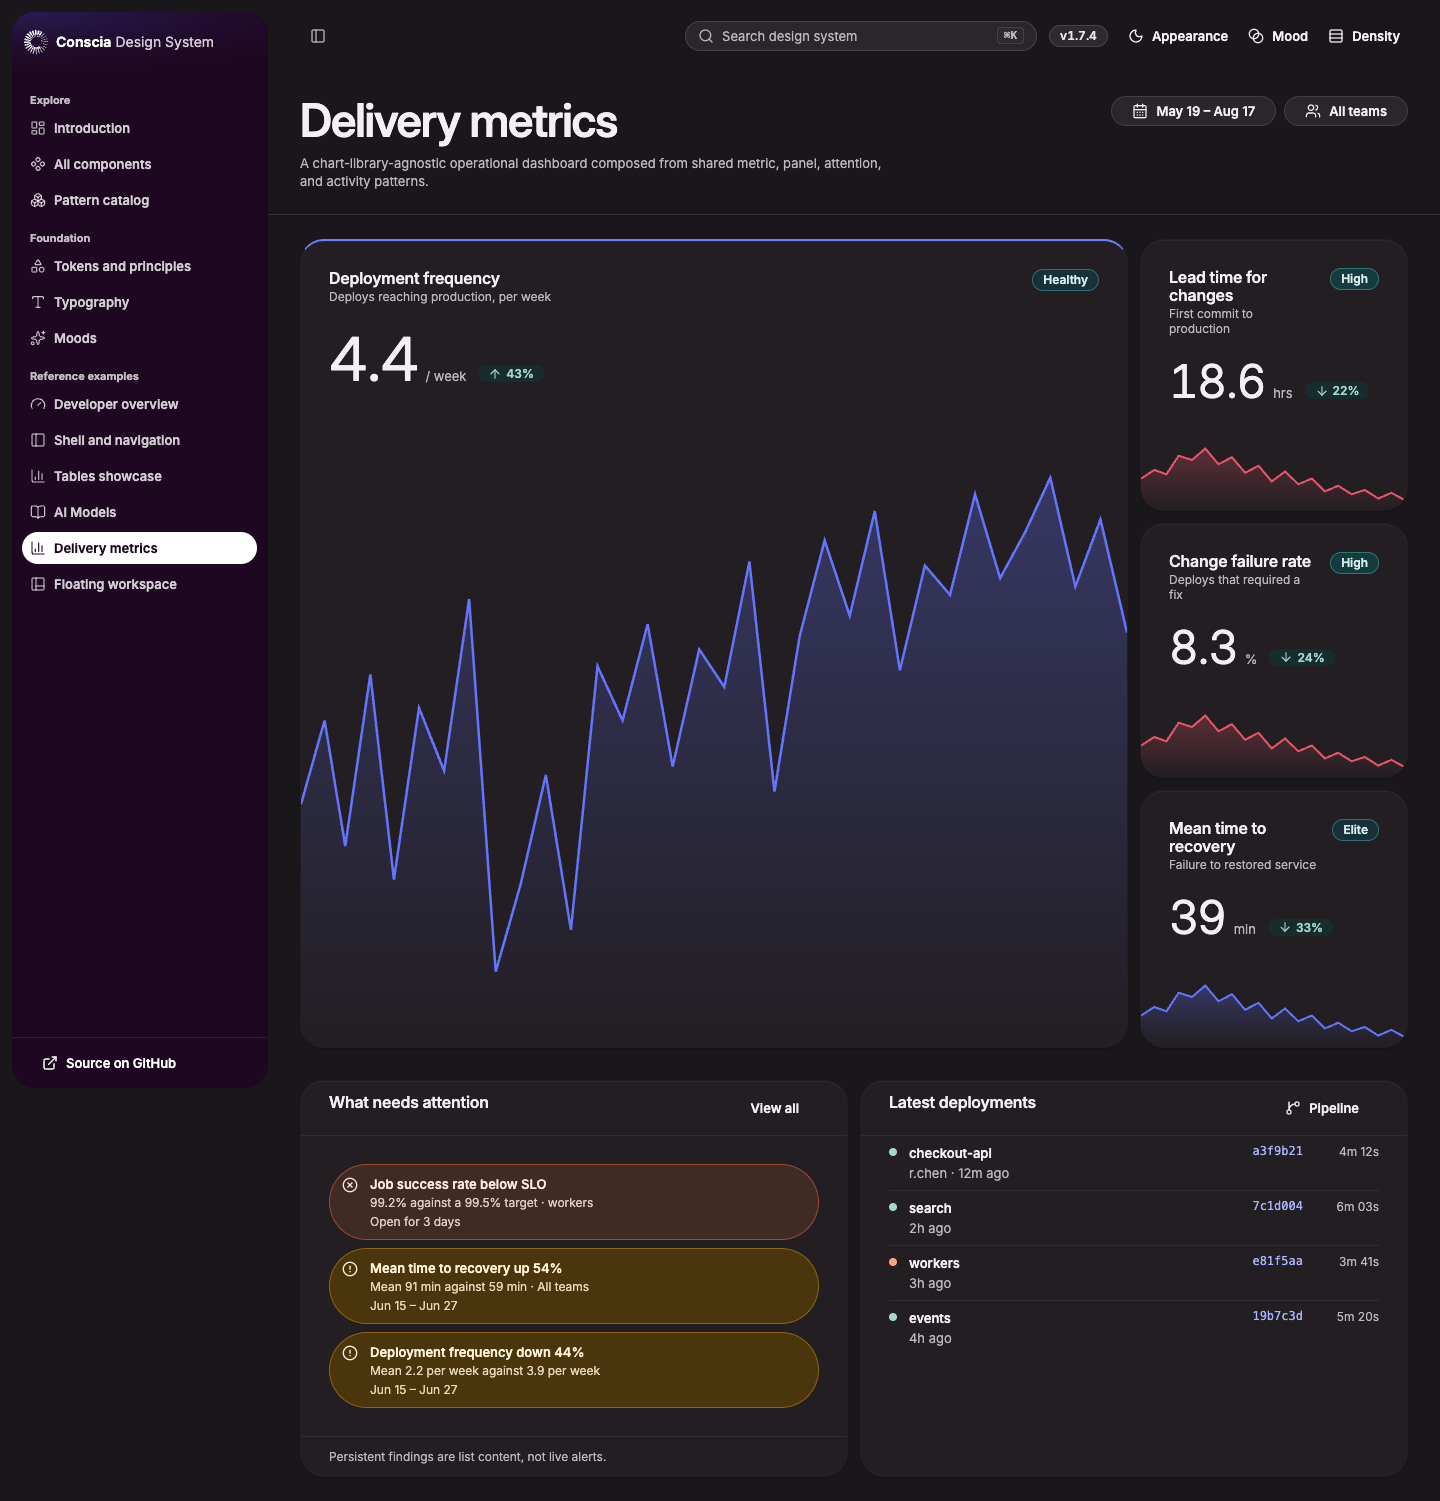 Conscia Design System
Explore
Introduction
All components
Pattern catalog
Foundation
Tokens and principles
Typography
Moods
Reference examples
Developer overview
Shell and navigation
Tables showcase
AI Models
Delivery metrics
Floating workspace
Source on GitHub
Search design system
⌘K
v1.7.4
Appearance
Mood
Density
Delivery metrics
A chart-library-agnostic operational dashboard composed from shared metric, panel, attention,
and activity patterns.
May 19 – Aug 17
All teams
Deployment frequency
Deploys reaching production, per week
Healthy
4.4 / week ↑ 43%
Lead time for
changes
First commit to
production
High
18.6 hrs ↓ 22%
Change failure rate
Deploys that required a
fix
High
8.3 % ↓ 24%
Mean time to
recovery
Failure to restored service
Elite
39 min ↓ 33%
What needs attention
View all
Job success rate below SLO
99.2% against a 99.5% target · workers
Open for 3 days
Mean time to recovery up 54%
Mean 91 min against 59 min · All teams
Jun 15 – Jun 27
Deployment frequency down 44%
Mean 2.2 per week against 3.9 per week
Jun 15 – Jun 27
Persistent findings are list content, not live alerts.
Latest deployments
Pipeline
checkout-api a3f9b21 4m 12s
r.chen · 12m ago
search 7c1d004 6m 03s
2h ago
workers e81f5aa 3m 41s
3h ago
events 19b7c3d 5m 20s
4h ago